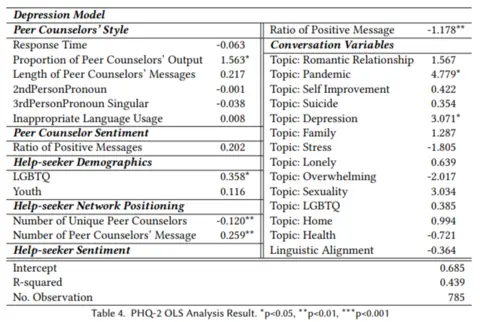 Depression Model
Peer Counselors' Style
Response Time -0.063
Proportion of Peer Counselors' Output 1.563*
Length of Peer Counselors' Messages 0.217
2ndPersonPronoun -0.001
3rdPersonPronoun Singular -0.038
Inappropriate Language Usage 0.008
Peer Counselor Sentiment
Ratio of Positive Messages 0.202
Help-seeker Demographics
LGBTQ 0.358*
Youth 0.116
Help-seeker Network Positioning
Number of Unique Peer Counselors -0.120**
Number of Peer Counselors' Message 0.259**
Help-seeker Sentiment
Ratio of Positive Message -1.178**
Conversation Variables
Topic: Romantic Relationship 1.567
Topic: Pandemic 4.779*
Topic: Self Improvement 0.422
Topic: Suicide 0.354
Topic: Depression 3.071*
Topic: Family 1.287
Topic: Stress -1.805
Topic: Lonely 0.639
Topic: Overwhelming -2.017
Topic: Sexuality 3.034
Topic: LGBTQ 0.385
Topic: Home 0.994
Topic: Health -0.721
Linguistic Alignment -0.364
Intercept 0.685
R-squared 0.439
No. Observation 785
Table 4. PHQ-2 OLS Analysis Result. *p<0.05, **p<0.01, ***p<0.001